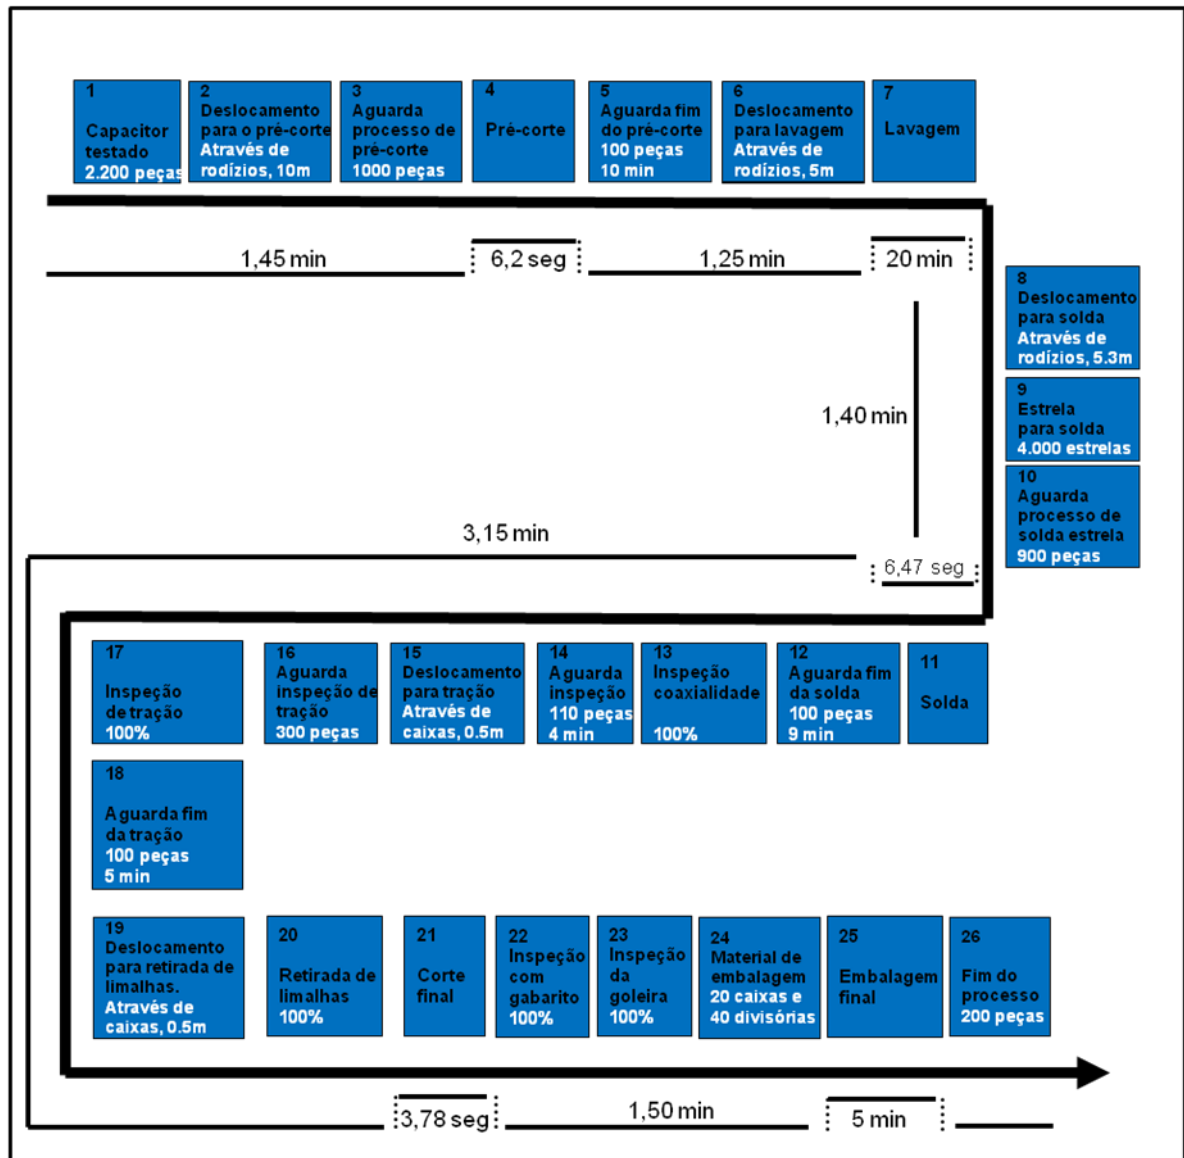 1
Capacitor
testado
2.200 peças
2
Deslocamento
para o pré-corte
Através de
rodízios, 10m
3
Aguarda
processo de
pré-corte
1000 peças
4
Pré-corte
5
Aguarda fim
do pré-corte
100 peças
10 min
6
Deslocamento
para lavagem
Através de
rodízios, 5m
7
Lavagem
1,45 min
6,2 seg
1,25 min
20 min
8
Deslocamento
para solda
Através de
rodízios, 5.3m
9
Estrela
para solda
4.000 estrelas
10
Aguarda
processo de
solda estrela
900 peças
1,40 min
3,15 min
6,47 seg
17
Inspeção
de tração
100%
16
Aguarda
inspeção de
tração
300 peças
15
Deslocamento
para tração
Através de
caixas, 0.5m
14
Aguarda
inspeção
110 peças
4 min
13
Inspeção
coaxialidade
100%
12
Aguarda fim
da solda
100 peças
9 min
11
Solda
18
Aguarda fim
da tração
100 peças
5 min
19
Deslocamento
para retirada de
limalhas.
Através de
caixas, 0.5m
20
Retirada de
limalhas
100%
21
Corte
final
22
Inspeção
com
gabarito
100%
23
Inspeção
da
goleira
100%
24
Material de
embalagem
20 caixas e
40 divisórias
25
Embalagem
final
26
Fim do
processo
200 peças
3,78 seg
1,50 min
5 min